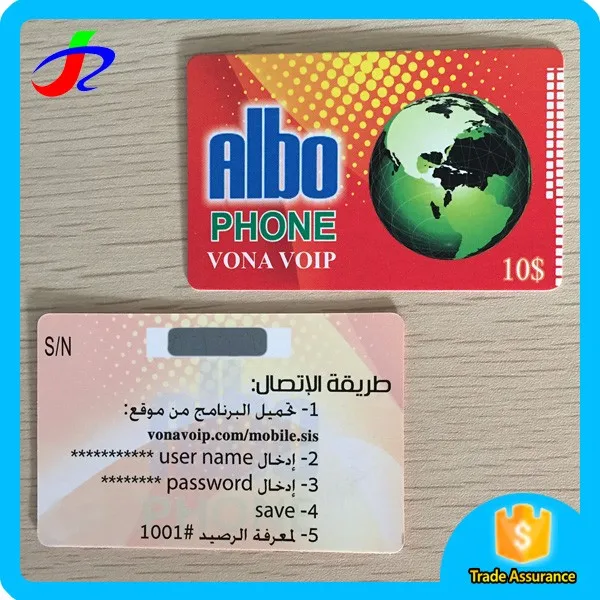 JR
albo
PHONE
VONA VOIP
10$
S/N
طريقة الإتصال:
1- تحميل البرنامج من موقع:
vonavoip.com/mobile.sis
2- إدخال user name ***********
3- إدخال password ********
4- save
5- لمعرفة الرصيد #1001
$
Trade Assurance